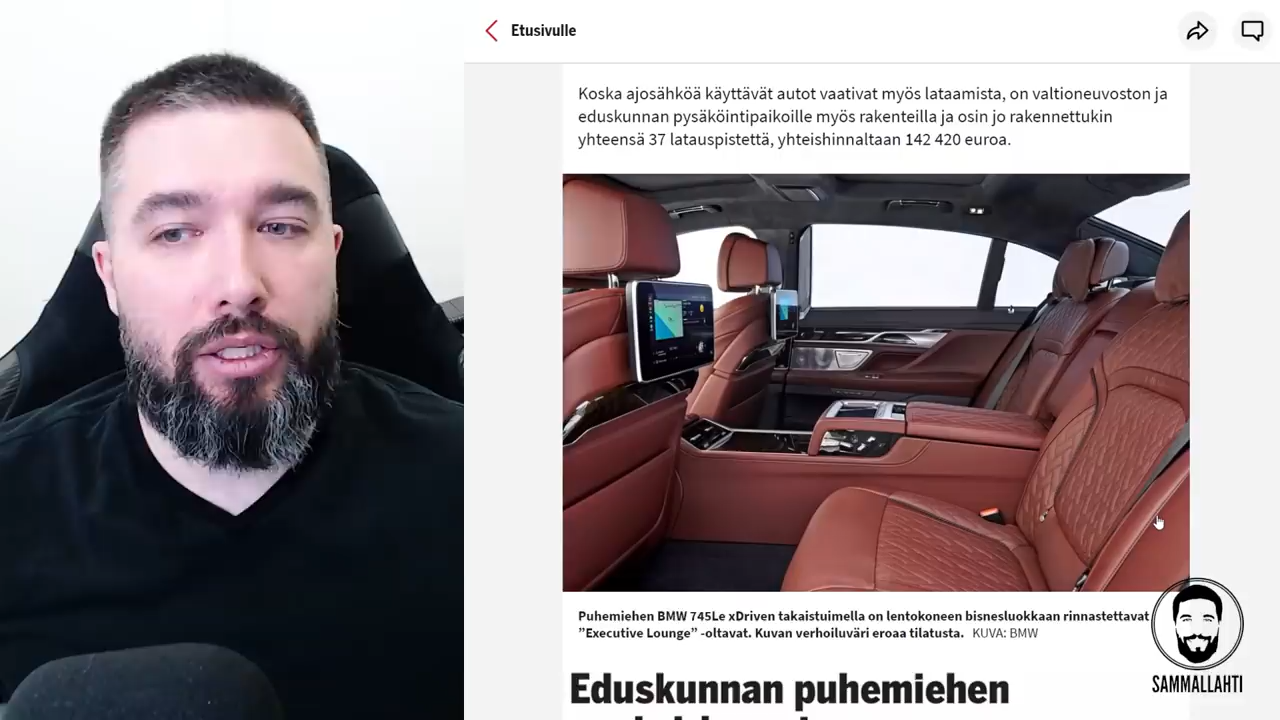 Etusivulle
Koska ajosähköä käyttävät autot vaativat myös lataamista, on valtioneuvoston ja
eduskunnan pysäköintipaikoille myös rakenteilla ja osin jo rakennettukin
yhteensä 37 latauspistettä, yhteishinnaltaan 142 420 euroa.
Puhemiehen BMW 745Le xDriven takaistuimella on lentokoneen bisnesluokkaan rinnastettavat
”Executive Lounge” -oltavat. Kuvan verhoiluväri eroaa tilatusta. KUVA: BMW
Eduskunnan puhemiehen
SAMMALLAHTI